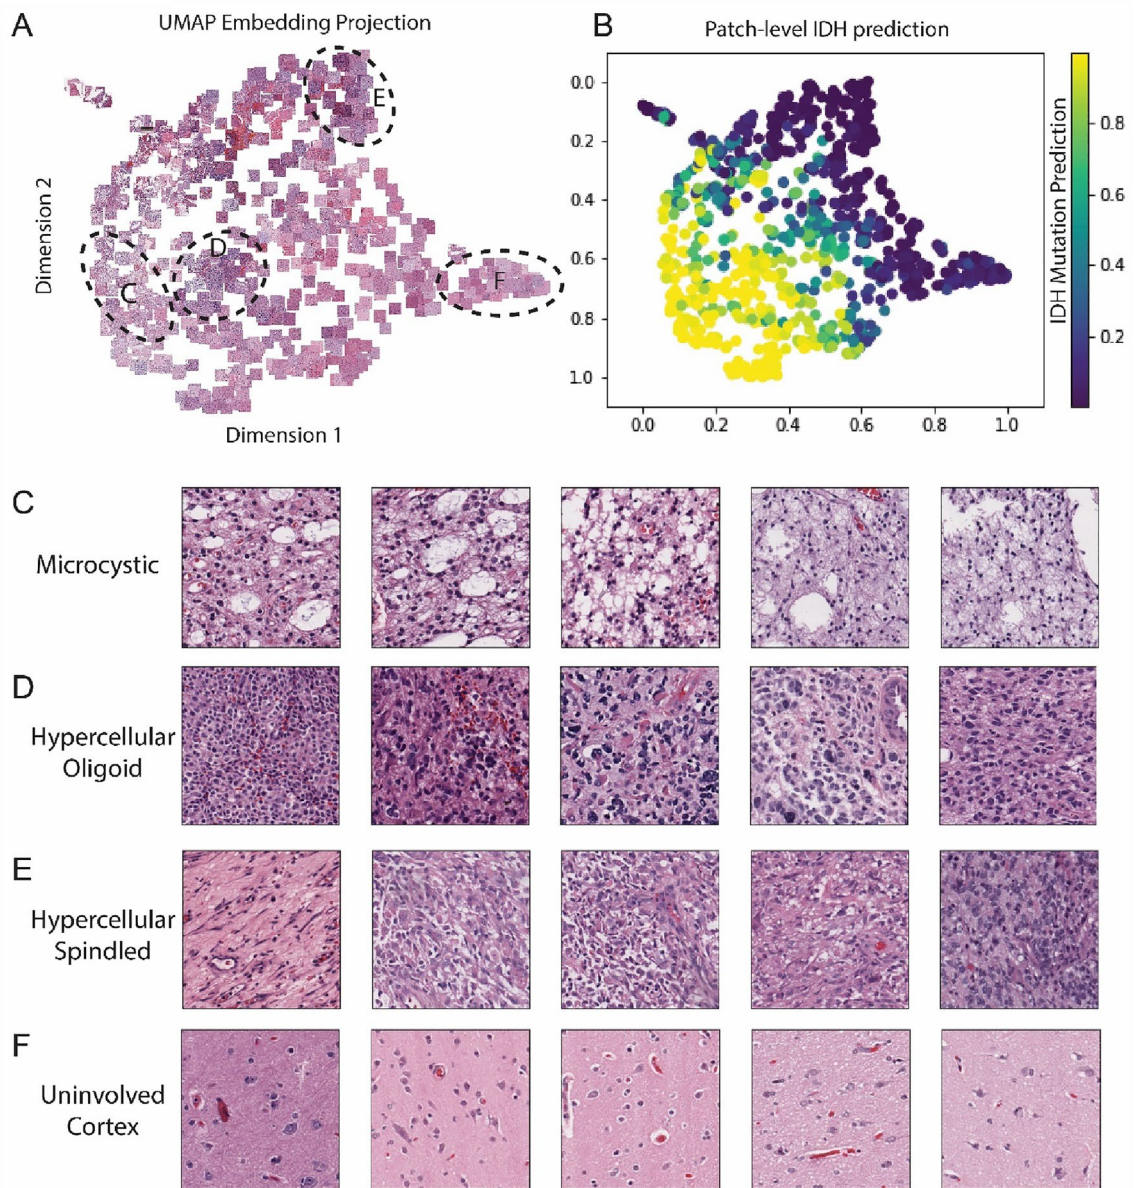 A
UMAP Embedding Projection
Dimension 2
E
D
C
F
Dimension 1
B
Patch-level IDH prediction
0.0
0.2
0.4
0.6
0.8
1.0
0.0 0.2 0.4 0.6 0.8 1.0
IDH Mutation Prediction
0.8
0.6
0.4
0.2
C
Microcystic
D
Hypercellular
Oligoid
E
Hypercellular
Spindled
F
Uninvolved
Cortex